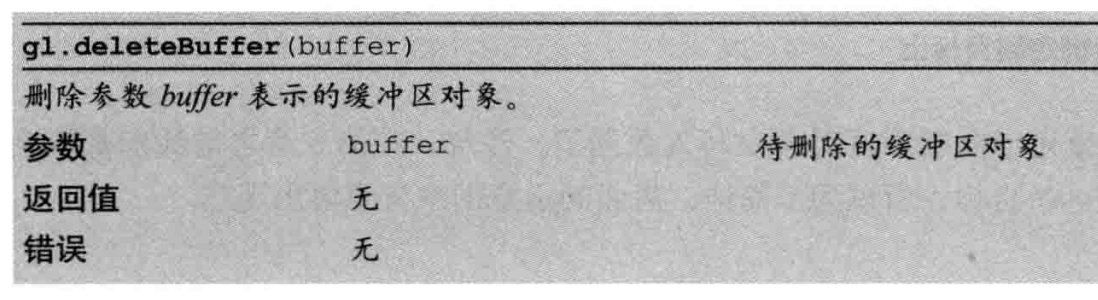 gl.deleteBuffer(buffer)
删除参数 buffer 表示的缓冲区对象。
参数 buffer 待删除的缓冲区对象
返回值 无
错误 无